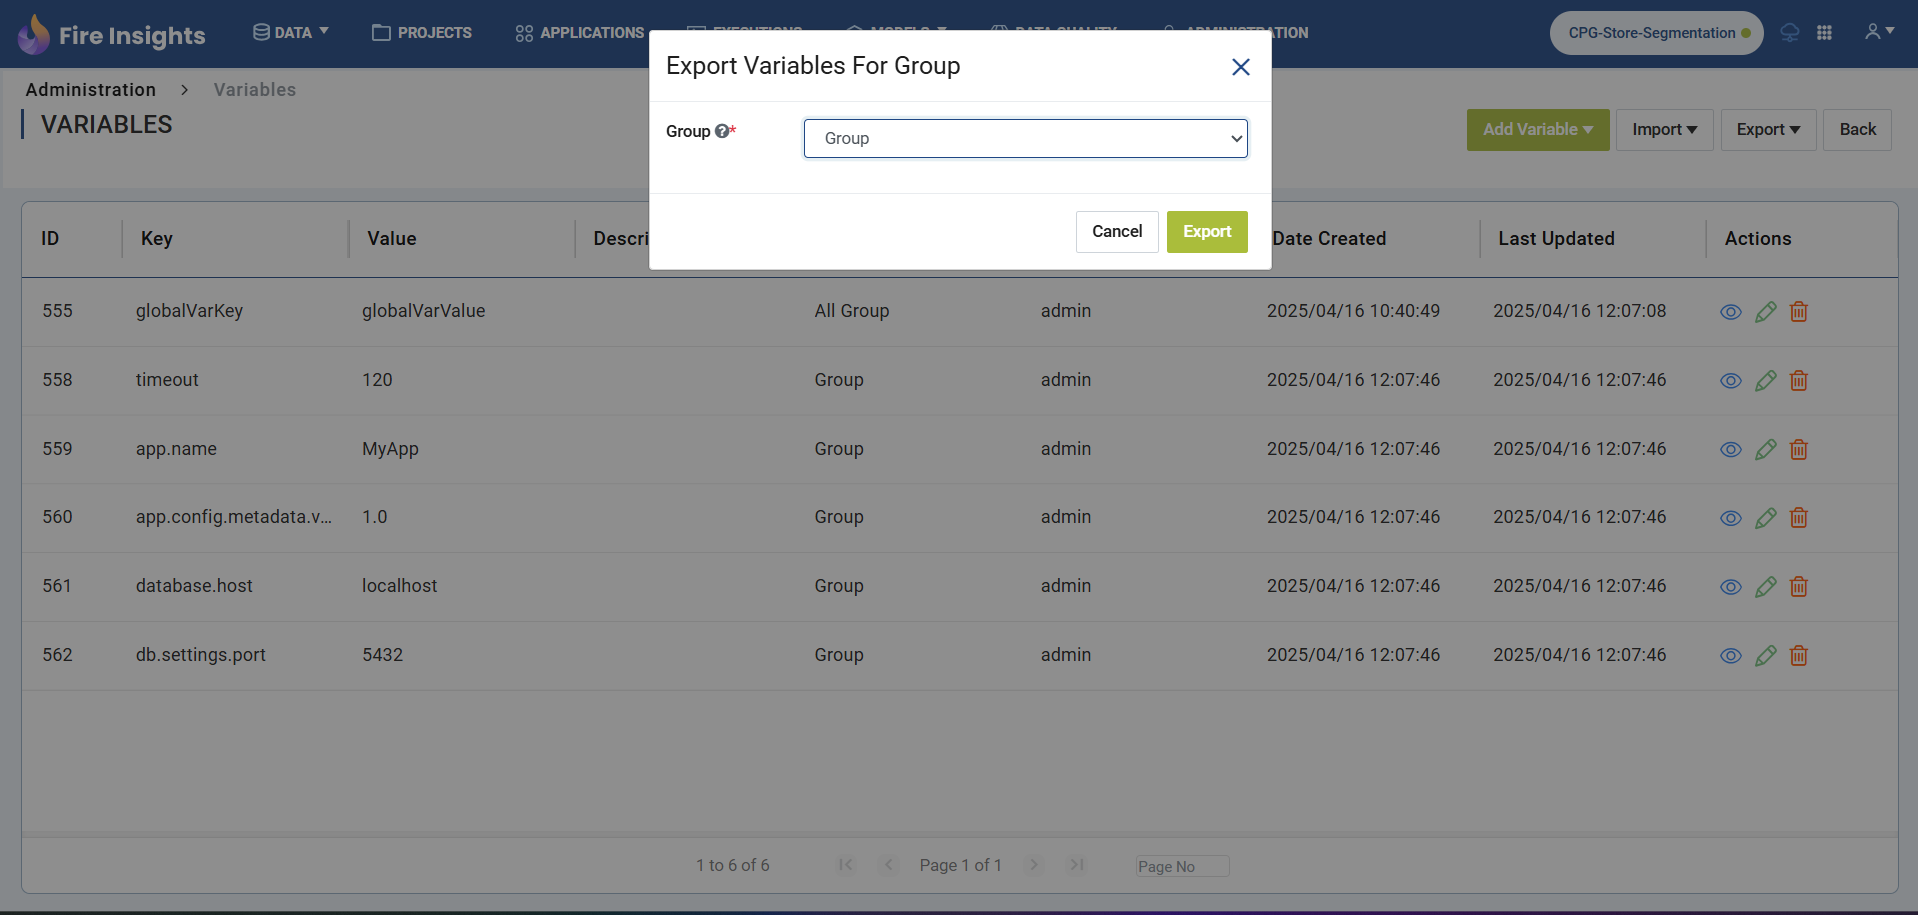 Fire Insights
DATA
PROJECTS
APPLICATIONS
CPG-Store-Segmentation
Export Variables For Group
Administration > Variables
VARIABLES
Group *
Group
Add Variable
Import
Export
Back
Cancel
Export
ID Key Value Descri Date Created Last Updated Actions
555 globalVarKey globalVarValue All Group admin 2025/04/16 10:40:49 2025/04/16 12:07:08
558 timeout 120 Group admin 2025/04/16 12:07:46 2025/04/16 12:07:46
559 app.name MyApp Group admin 2025/04/16 12:07:46 2025/04/16 12:07:46
560 app.config.metadata.v... 1.0 Group admin 2025/04/16 12:07:46 2025/04/16 12:07:46
561 database.host localhost Group admin 2025/04/16 12:07:46 2025/04/16 12:07:46
562 db.settings.port 5432 Group admin 2025/04/16 12:07:46 2025/04/16 12:07:46
1 to 6 of 6 Page 1 of 1 Page No